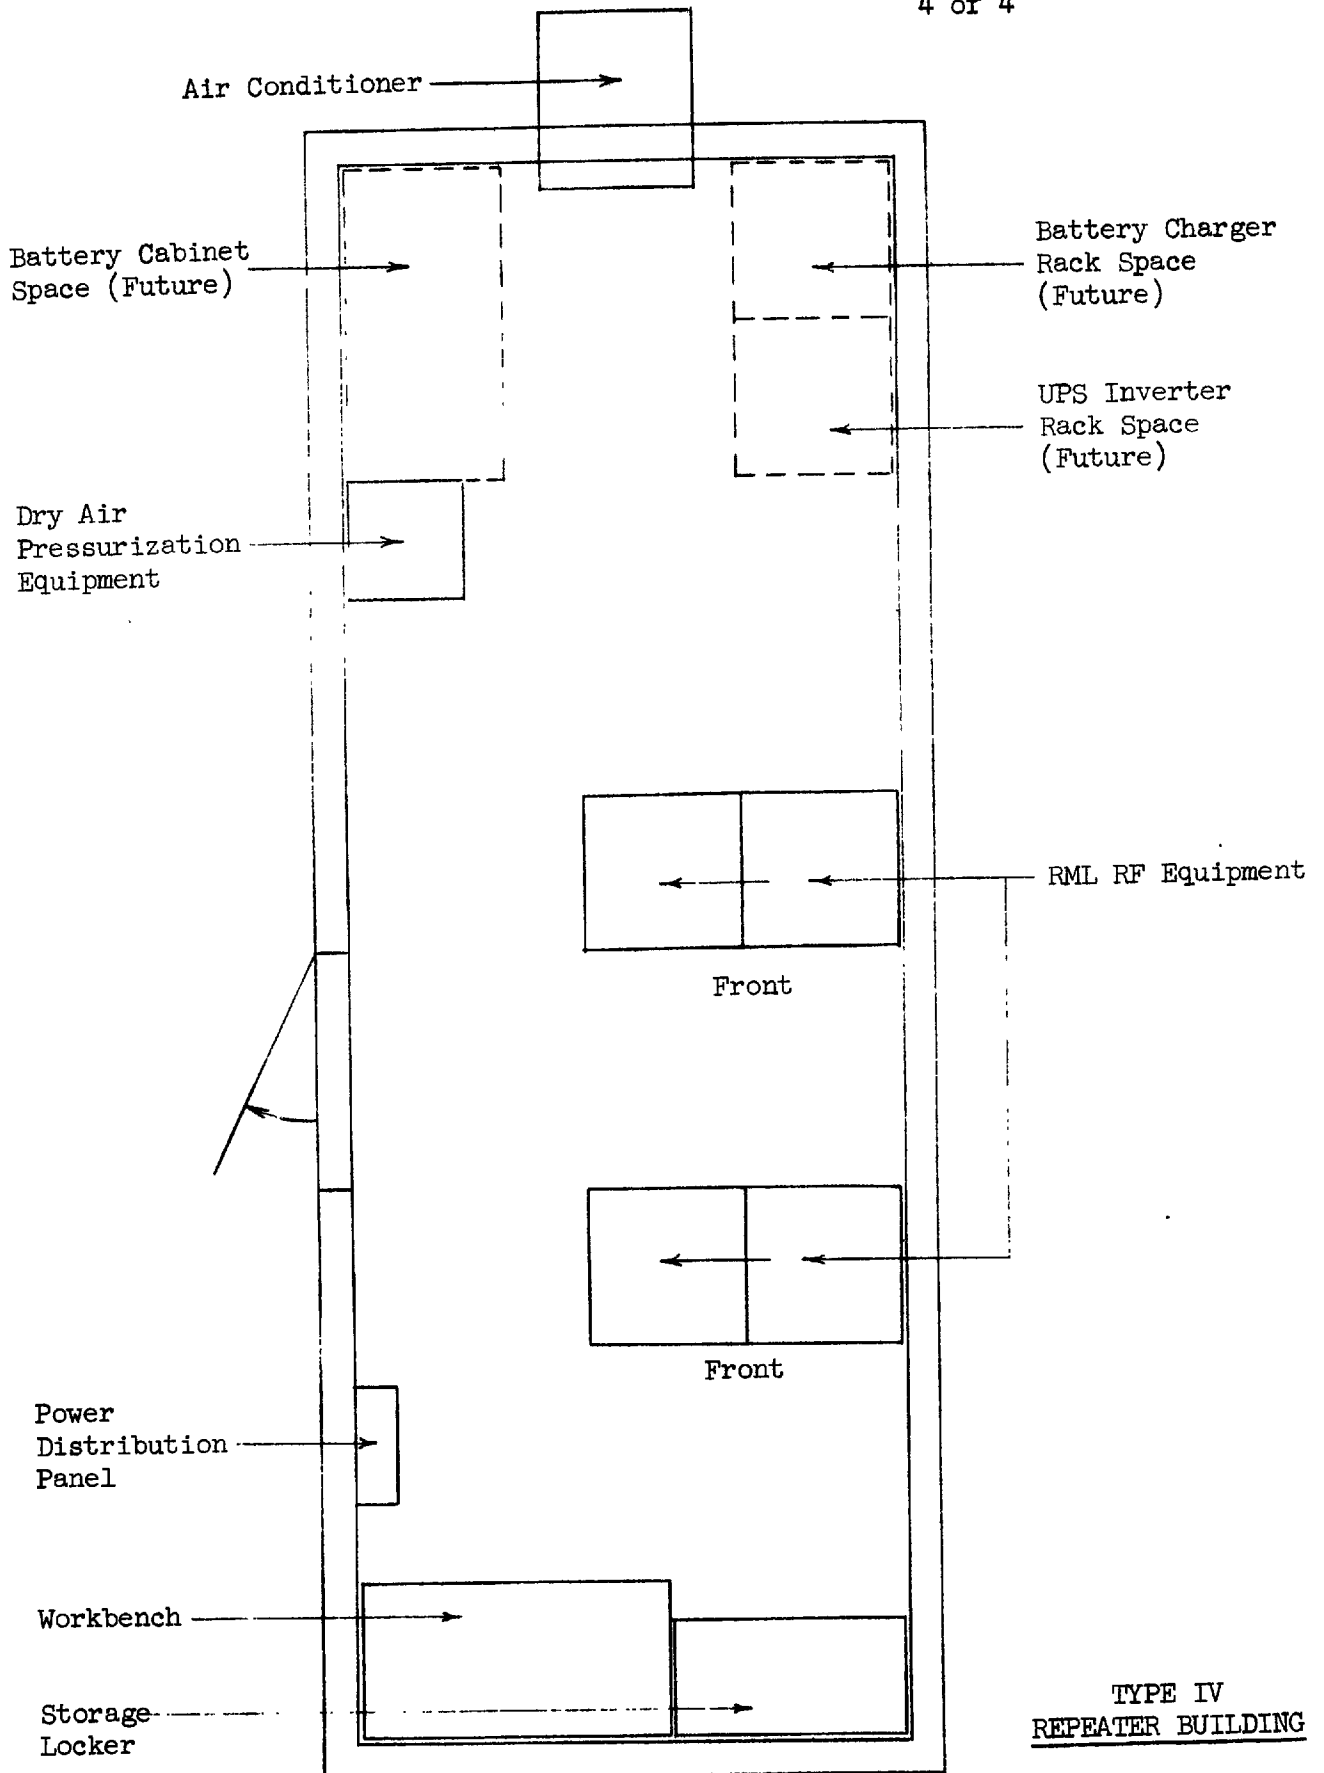 4 of 4
Air Conditioner
Battery Cabinet
Space (Future)
Battery Charger
Rack Space
(Future)
UPS Inverter
Rack Space
(Future)
Dry Air
Pressurization
Equipment
RML RF Equipment
Front
Front
Power
Distribution
Panel
Workbench
Storage
Locker
TYPE IV
REPEATER BUILDING